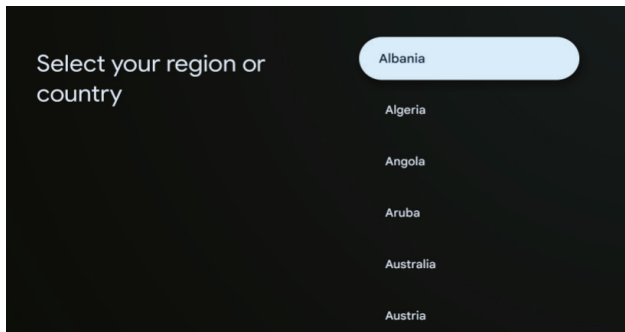 Select your region or
country
Albania
Algeria
Angola
Aruba
Australia
Austria